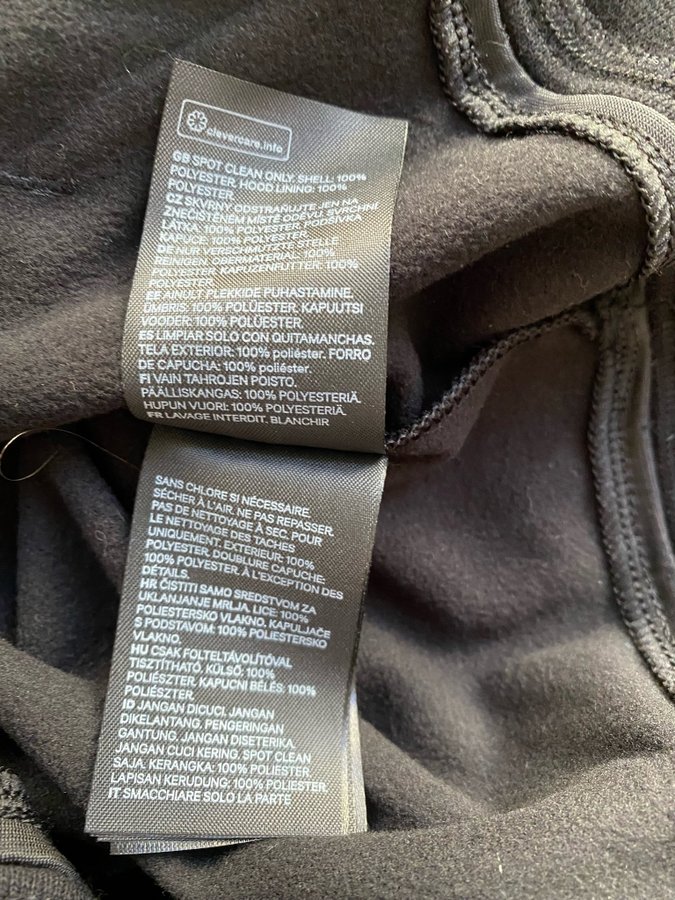 clevercare.info
GB SPOT CLEAN ONLY. SHELL: 100%
POLYESTER. HOOD LINING: 100%
POLYESTER.
CZ SKVRNY ODSTRAŇUJTE JEN NA
ZNEČIŠTĚNÉM MÍSTĚ ODĚVU. SVRCHNÍ
LÁTKA: 100% POLYESTER. PODŠÍVKA
KAPUCE: 100% POLYESTER.
DE NUR VERSCHMUTZTE STELLE
REINIGEN. OBERMATERIAL: 100%
POLYESTER. KAPUZENFUTTER: 100%
POLYESTER.
EE AINULT PLEKKIDE PUHASTAMINE.
ÜMBRIS: 100% POLÜESTER. KAPUUTSI
VOODER: 100% POLÜESTER.
ES LIMPIAR SOLO CON QUITAMANCHAS.
TELA EXTERIOR: 100% poliéster. FORRO
DE CAPUCHA: 100% poliéster.
FI VAIN TAHROJEN POISTO.
PÄÄLLISKANGAS: 100% POLYESTERIÄ.
HUPUN VUORI: 100% POLYESTERIÄ.
FR LAVAGE INTERDIT. BLANCHIR
SANS CHLORE SI NÉCESSAIRE.
SÉCHER À L'AIR. NE PAS REPASSER.
PAS DE NETTOYAGE À SEC. POUR
LE NETTOYAGE DES TACHES
UNIQUEMENT. EXTERIEUR: 100%
POLYESTER. DOUBLURE CAPUCHE:
100% POLYESTER. À L'EXCEPTION DES
DÉTAILS.
HR ČISTITI SAMO SREDSTVOM ZA
UKLANJANJE MRLJA. LICE: 100%
POLIESTERSKO VLAKNO. KAPULJAČE
S PODSTAVOM: 100% POLIESTERSKO
VLAKNO.
HU CSAK FOLTELTÁVOLÍTÓVAL
TISZTÍTHATÓ. KÜLSŐ: 100%
POLIÉSZTER. KAPUCNI BÉLÉS: 100%
POLIÉSZTER.
ID JANGAN DICUCI. JANGAN
DIKELANTANG. PENGERINGAN
GANTUNG. JANGAN DISETERIKA.
JANGAN CUCI KERING. SPOT CLEAN
SAJA. KERANGKA: 100% POLIESTER.
LAPISAN KERUDUNG: 100% POLIESTER.
IT SMACCHIARE SOLO LA PARTE